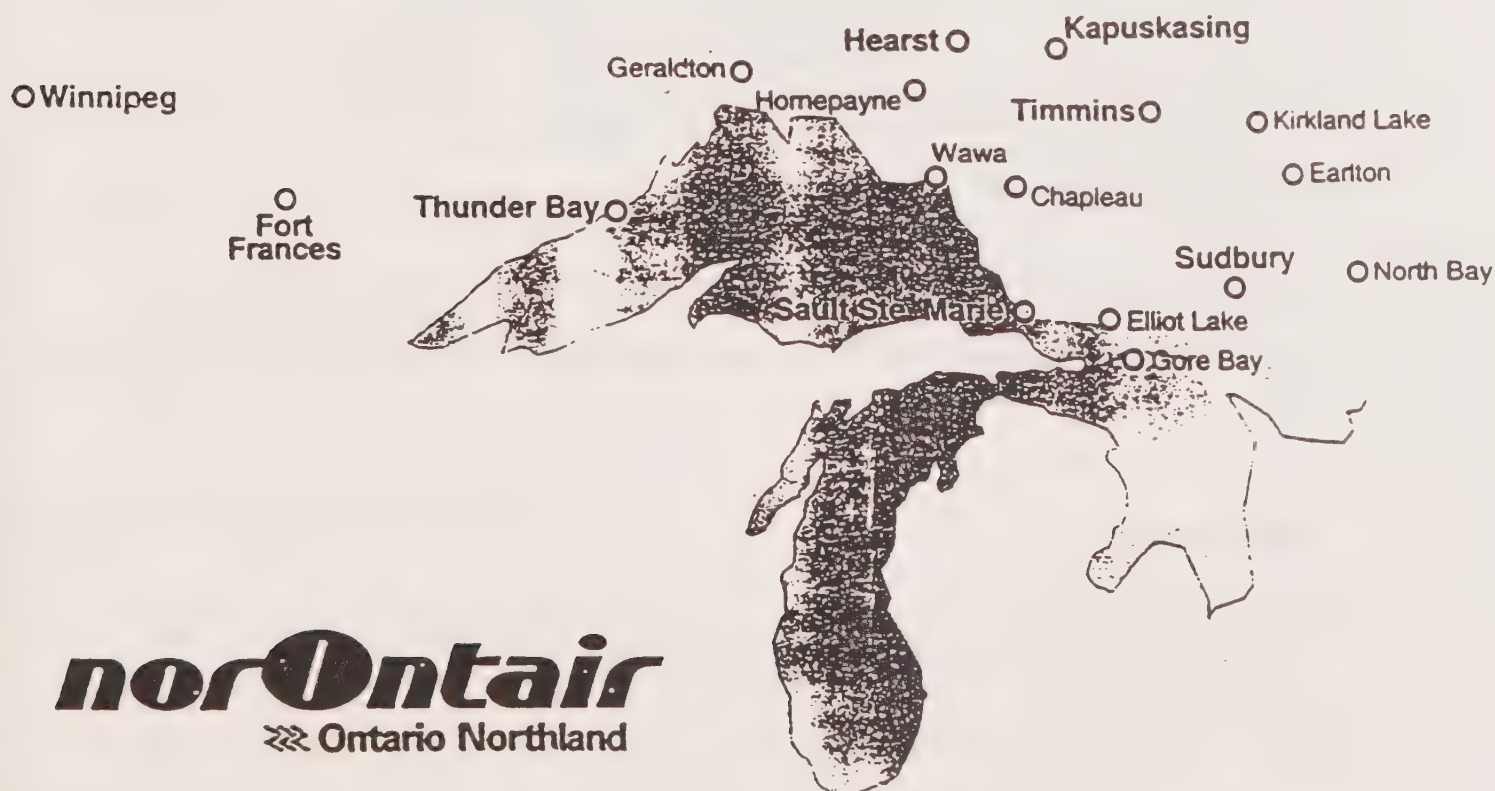 Hearst
Kapuskasing
Geraldton
Winnipeg
Hornepayne
Timmins
Kirkland Lake
Wawa
Earlton
Chapleau
Thunder Bay
Fort
Frances
Sudbury
North Bay
Sault Ste. Marie
Elliot Lake
Gore Bay
norOntair
Ontario Northland